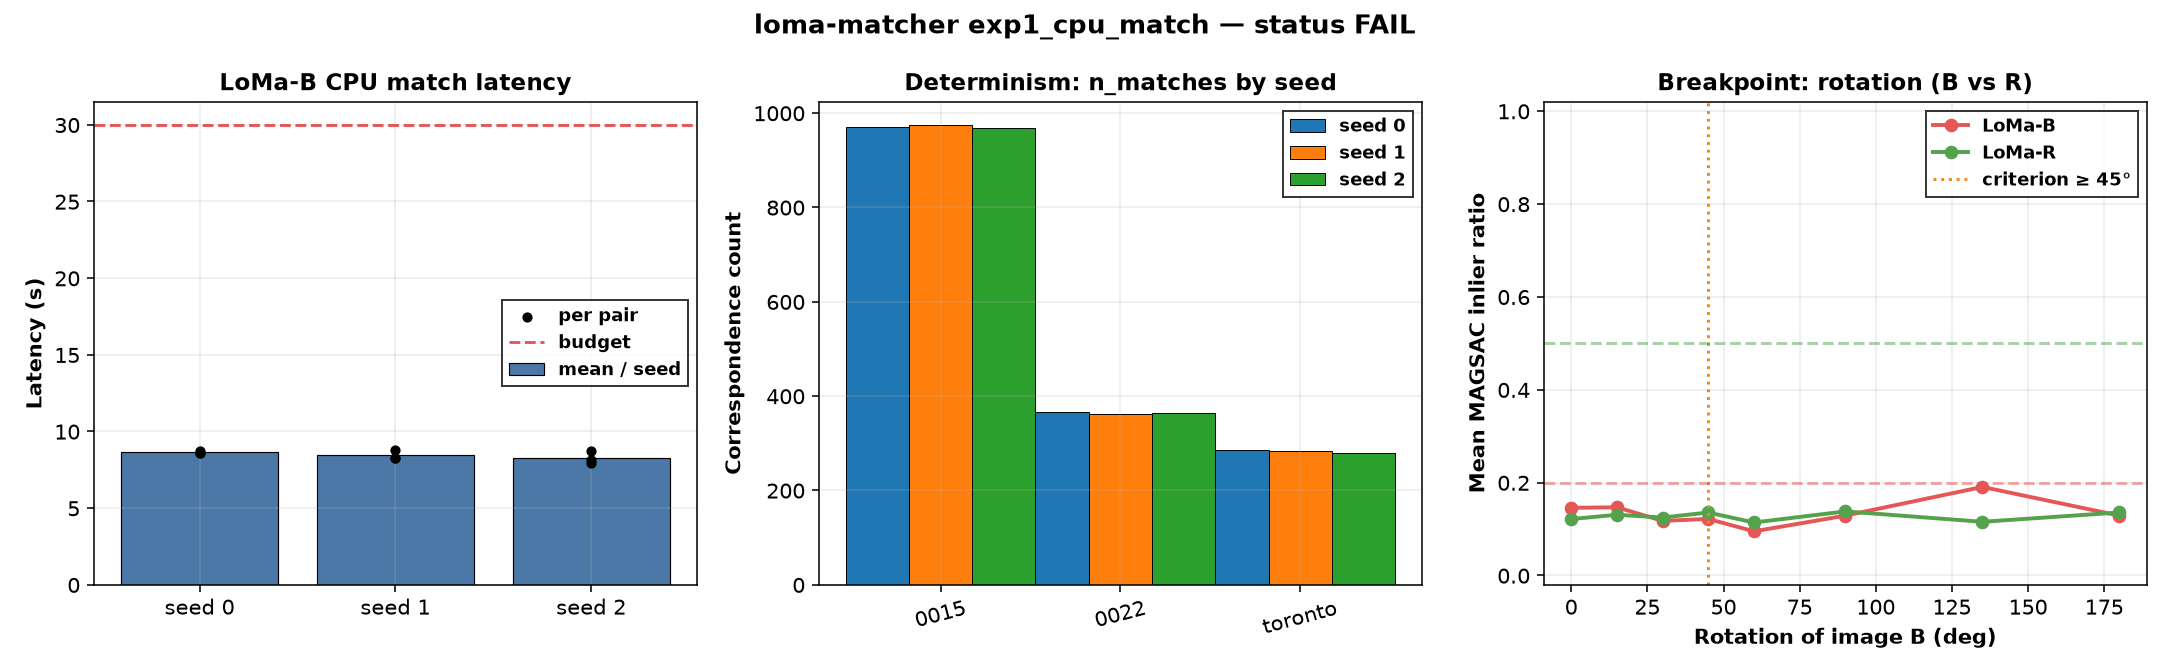 loma-matcher exp1_cpu_match — status FAIL
LoMa-B CPU match latency
Latency (s)
30
25
20
15
10
5
0
per pair
budget
mean / seed
seed 0
seed 1
seed 2
Determinism: n_matches by seed
Correspondence count
1000
800
600
400
200
0
seed 0
seed 1
seed 2
0015
0022
toronto
Breakpoint: rotation (B vs R)
Mean MAGSAC inlier ratio
1.0
0.8
0.6
0.4
0.2
0.0
LoMa-B
LoMa-R
criterion ≥ 45°
0
25
50
75
100
125
150
175
Rotation of image B (deg)